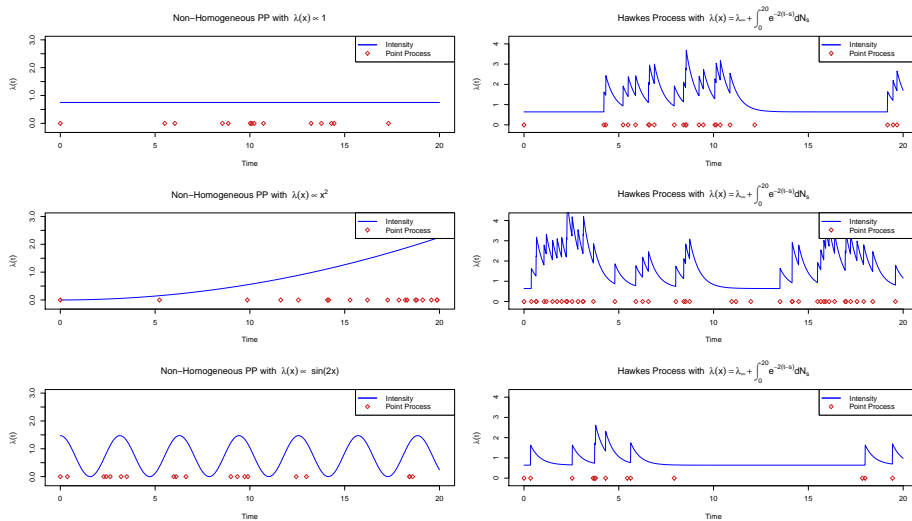 Non−Homogeneous PP with λ(x) ∝ 1
λ(t)
0.0 1.0 2.0 3.0
Intensity
Point Process
0 5 10 15 20
Time
Hawkes Process with λ(x) = λ∞ + ∫₀²⁰ e^−2(t−s) dNₛ
λ(t)
0 1 2 3 4
Intensity
Point Process
0 5 10 15 20
Time
Non−Homogeneous PP with λ(x) ∝ x²
λ(t)
0.0 1.0 2.0 3.0
Intensity
Point Process
0 5 10 15 20
Time
Hawkes Process with λ(x) = λ∞ + ∫₀²⁰ e^−2(t−s) dNₛ
λ(t)
0 1 2 3 4
Intensity
Point Process
0 5 10 15 20
Time
Non−Homogeneous PP with λ(x) ∝ sin(2x)
λ(t)
0.0 1.0 2.0 3.0
Intensity
Point Process
0 5 10 15 20
Time
Hawkes Process with λ(x) = λ∞ + ∫₀²⁰ e^−2(t−s) dNₛ
λ(t)
0 1 2 3 4
Intensity
Point Process
0 5 10 15 20
Time